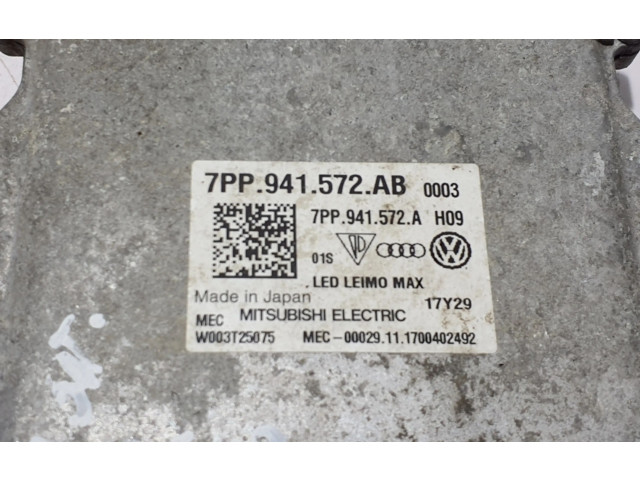 7PP.941.572.AB 0003
7PP.941.572.A H09
01S
LED LEIMO MAX
Made in Japan 17Y29
MEC MITSUBISHI ELECTRIC
W003T25075 MEC-00029.11.1700402492